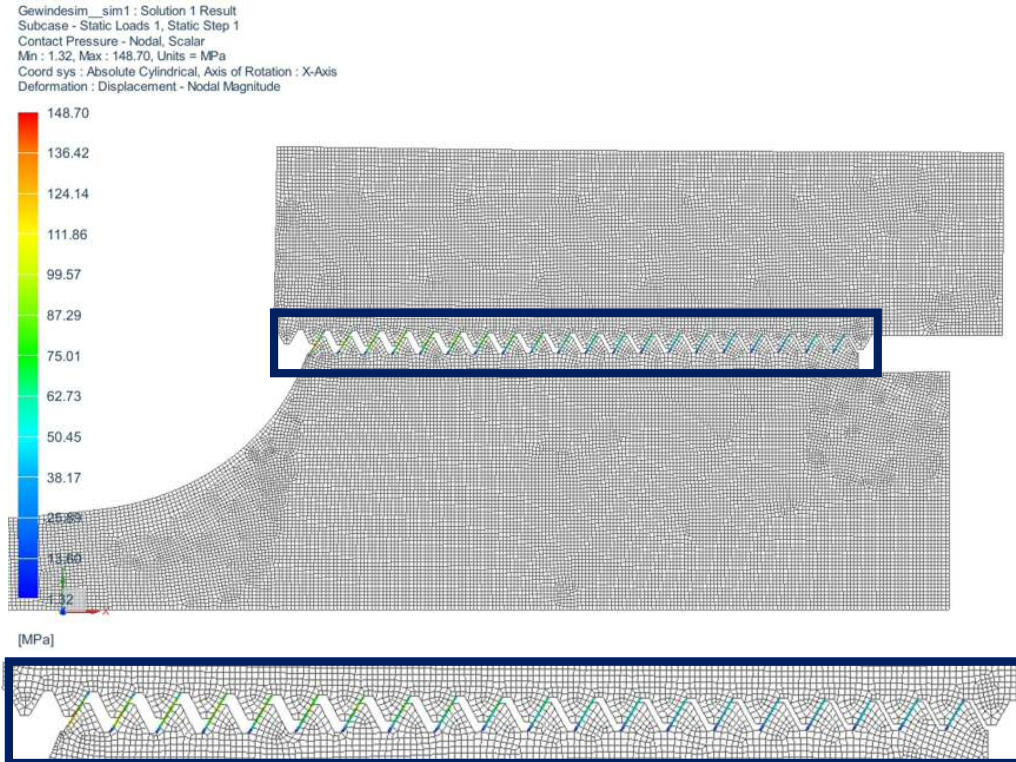 Gewindesim__sim1 : Solution 1 Result
Subcase - Static Loads 1, Static Step 1
Contact Pressure - Nodal, Scalar
Min : 1.32, Max : 148.70, Units = MPa
Coord sys : Absolute Cylindrical, Axis of Rotation : X-Axis
Deformation : Displacement - Nodal Magnitude
148.70
136.42
124.14
111.86
99.57
87.29
75.01
62.73
50.45
38.17
25.89
13.60
1.32
X
[MPa]